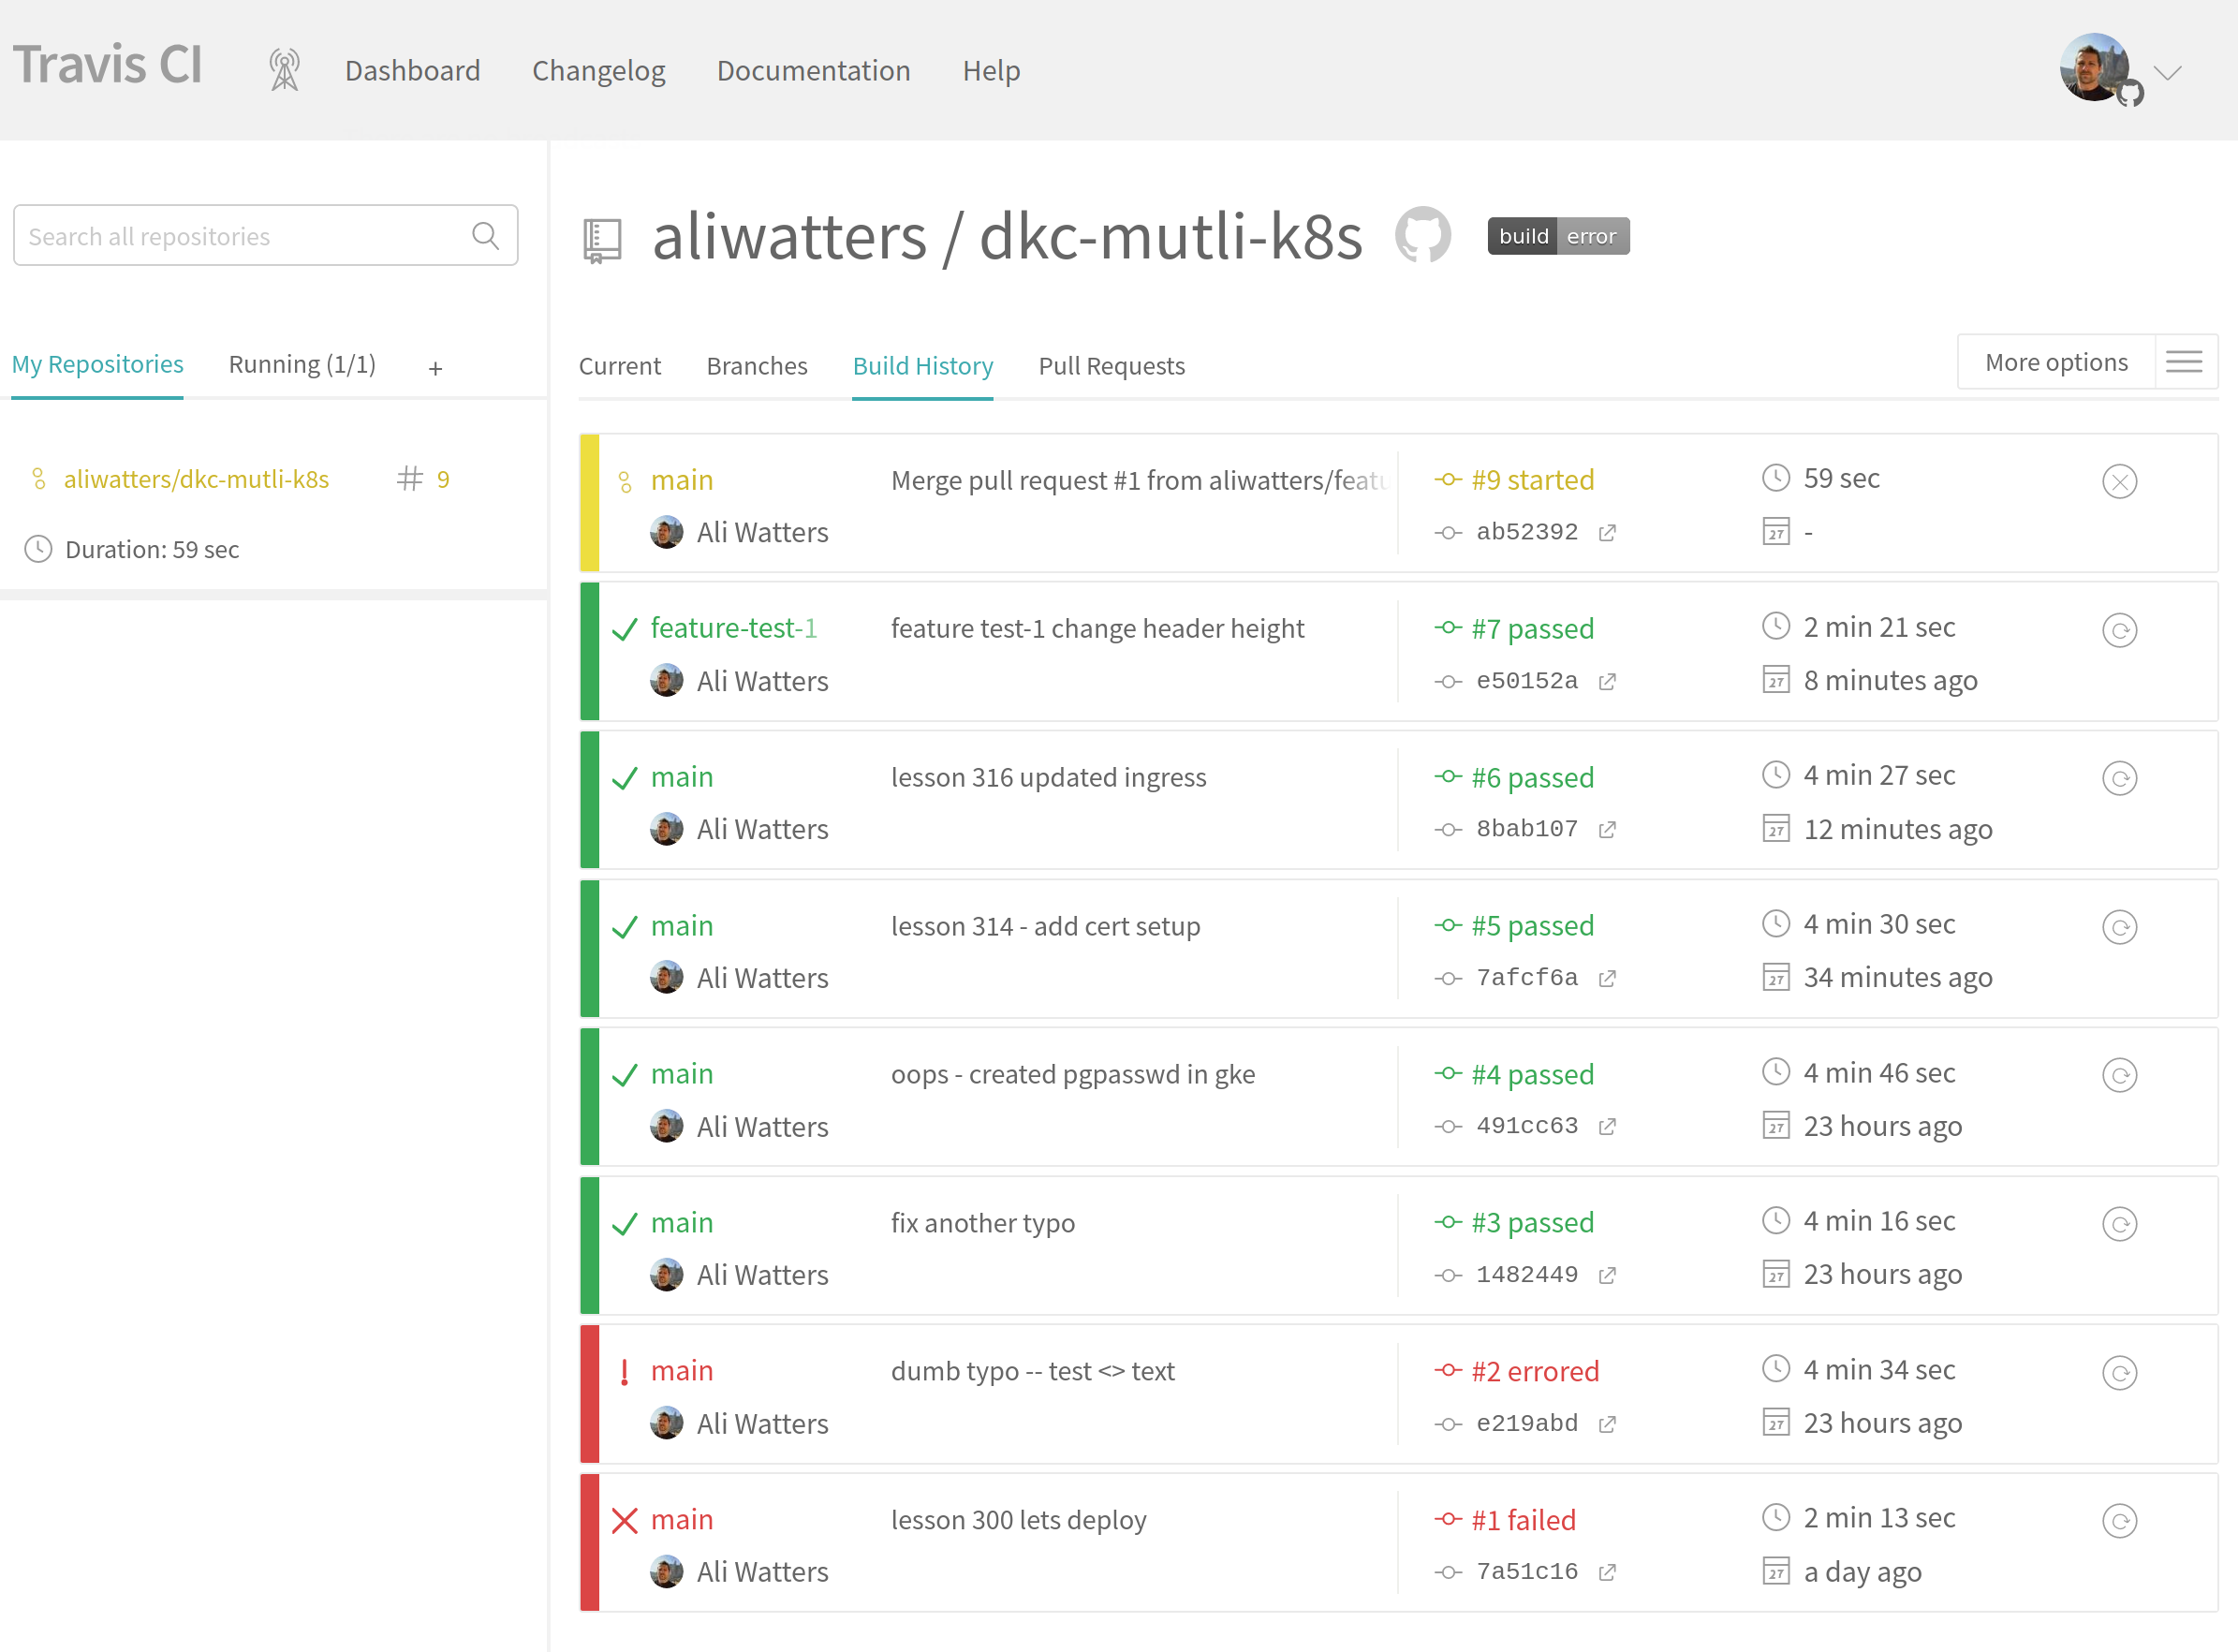 Travis CI
Dashboard
Changelog
Documentation
Help
Search all repositories
My Repositories
Running (1/1)
+
aliwatters/dkc-mutli-k8s
# 9
Duration: 59 sec
aliwatters / dkc-mutli-k8s
build error
Current
Branches
Build History
Pull Requests
More options
main
Merge pull request #1 from aliwatters/featu
#9 started
59 sec
Ali Watters
ab52392
-
feature-test-1
feature test-1 change header height
#7 passed
2 min 21 sec
Ali Watters
e50152a
8 minutes ago
main
lesson 316 updated ingress
#6 passed
4 min 27 sec
Ali Watters
8bab107
12 minutes ago
main
lesson 314 - add cert setup
#5 passed
4 min 30 sec
Ali Watters
7afcf6a
34 minutes ago
main
oops - created pgpasswd in gke
#4 passed
4 min 46 sec
Ali Watters
491cc63
23 hours ago
main
fix another typo
#3 passed
4 min 16 sec
Ali Watters
1482449
23 hours ago
main
dumb typo -- test <> text
#2 errored
4 min 34 sec
Ali Watters
e219abd
23 hours ago
main
lesson 300 lets deploy
#1 failed
2 min 13 sec
Ali Watters
7a51c16
a day ago